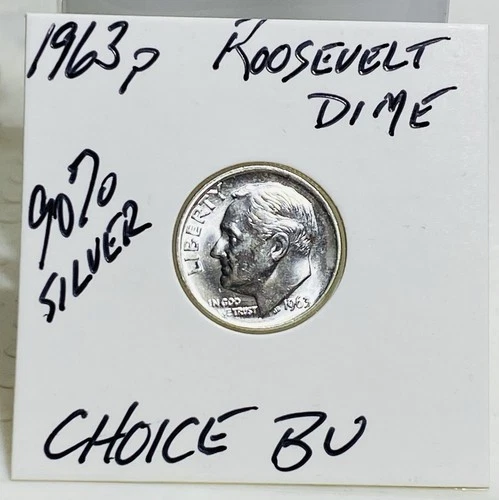 1963P ROOSEVELT
DIME
90% SILVER
LIBERTY
IN GOD
WE TRUST
1963
CHOICE BU